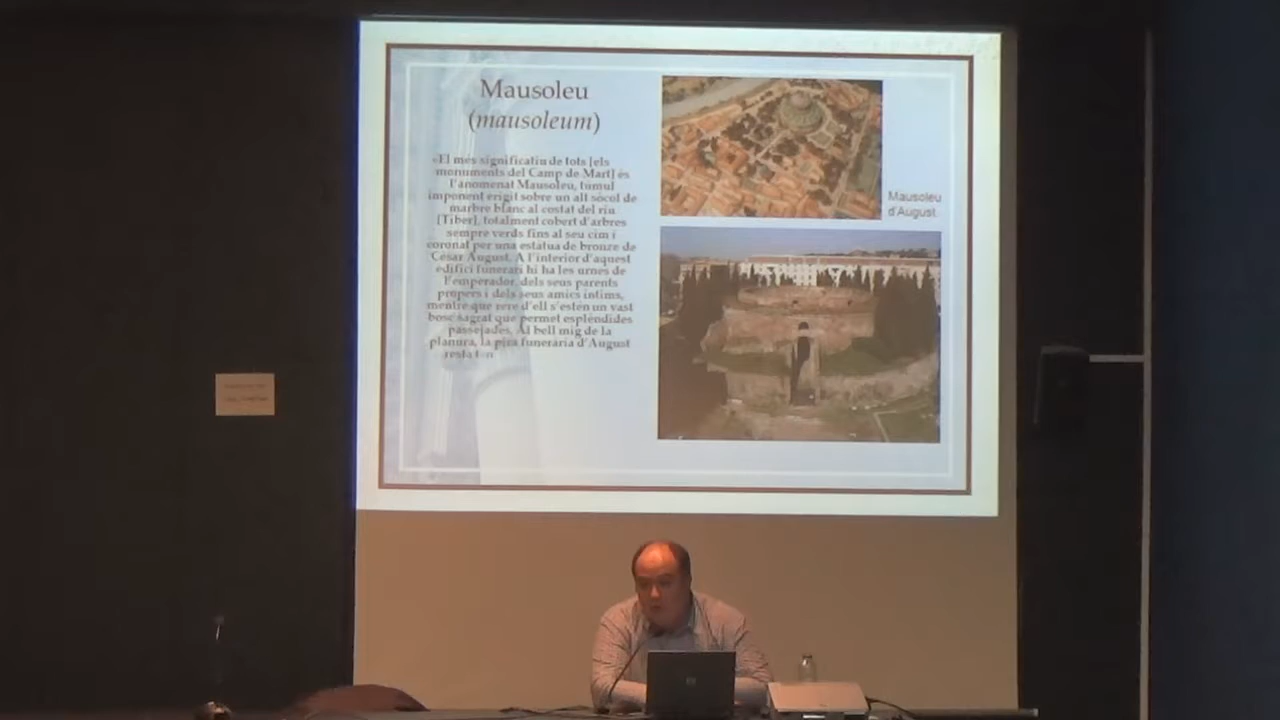 Mausoleu
(mausoleum)
«El més significatiu de tots [els
monuments del Camp de Mart] és
l'anomenat Mausoleu, túmul
imponent erigit sobre un alt sòcol de
marbre blanc al costat del riu
[Tíber], totalment cobert d'arbres
sempre verds fins al seu cim i
coronat per una estàtua de bronze de
Cèsar August. A l'interior d'aquest
edifici funerari hi ha les urnes de
l'emperador, dels seus parents
propers i dels seus amics íntims,
mentre que rere d'ell s'estén un vast
bosc sagrat que permet esplèndides
passejades. Al bell mig de la
planura, la pira funerària d'August
resta
Mausoleu
d'August.